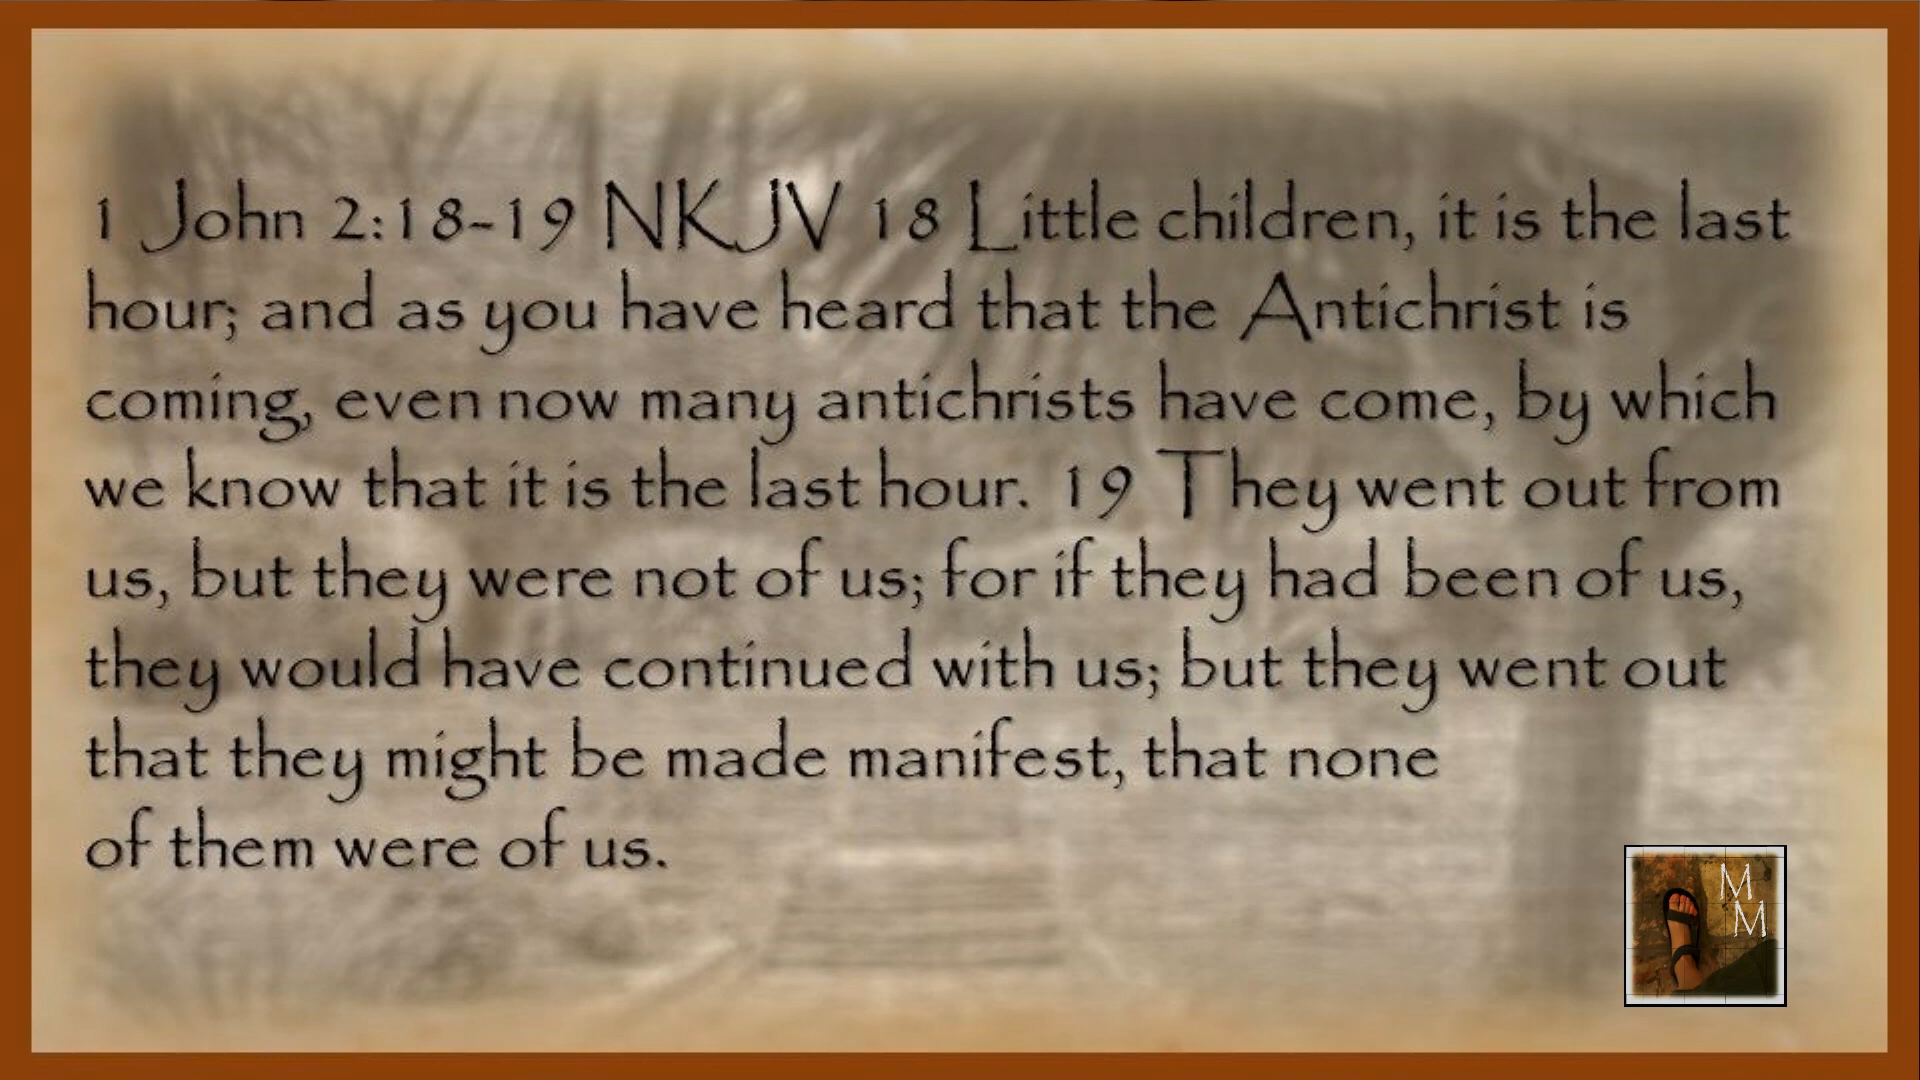 1 John 2:18-19 NKJV 18 Little children, it is the last
hour; and as you have heard that the Antichrist is
coming, even now many antichrists have come, by which
we know that it is the last hour. 19 They went out from
us, but they were not of us; for if they had been of us,
they would have continued with us; but they went out
that they might be made manifest, that none
of them were of us.
M
M